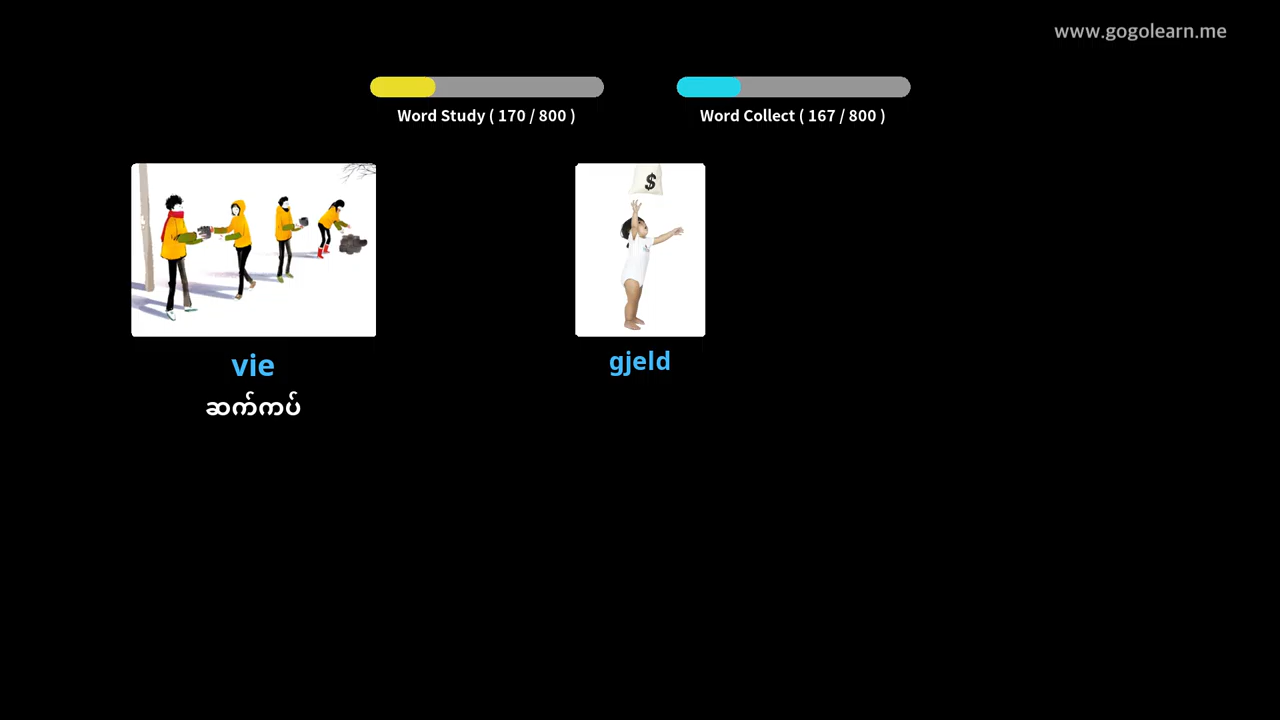 www.gogolearn.me
Word Study ( 170 / 800 )
Word Collect ( 167 / 800 )
$
vie
ဆက်ကပ်
gjeld